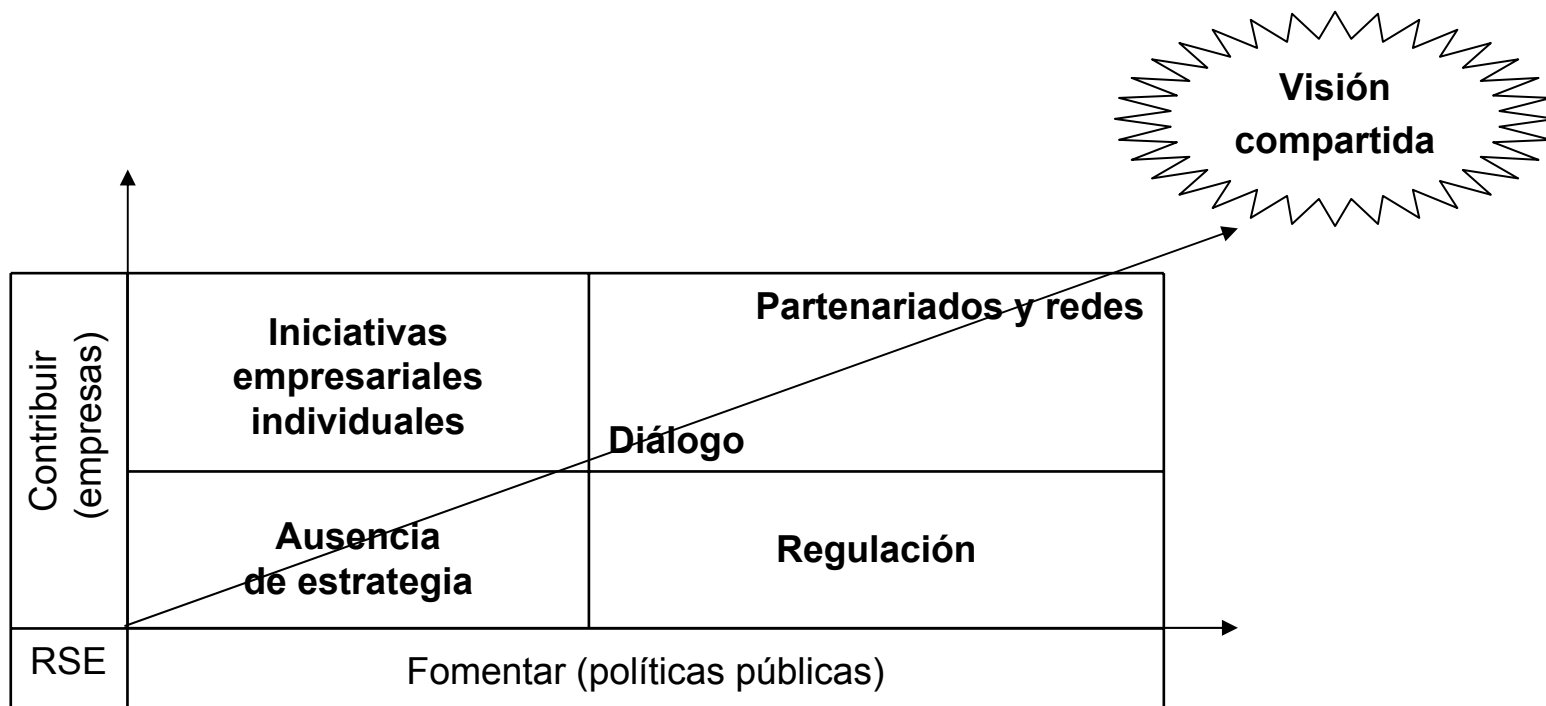 Visión
compartida
Contribuir
(empresas)
Iniciativas
empresariales
individuales
Partenariados y redes
Diálogo
Ausencia
de estrategia
Regulación
RSE
Fomentar (políticas públicas)